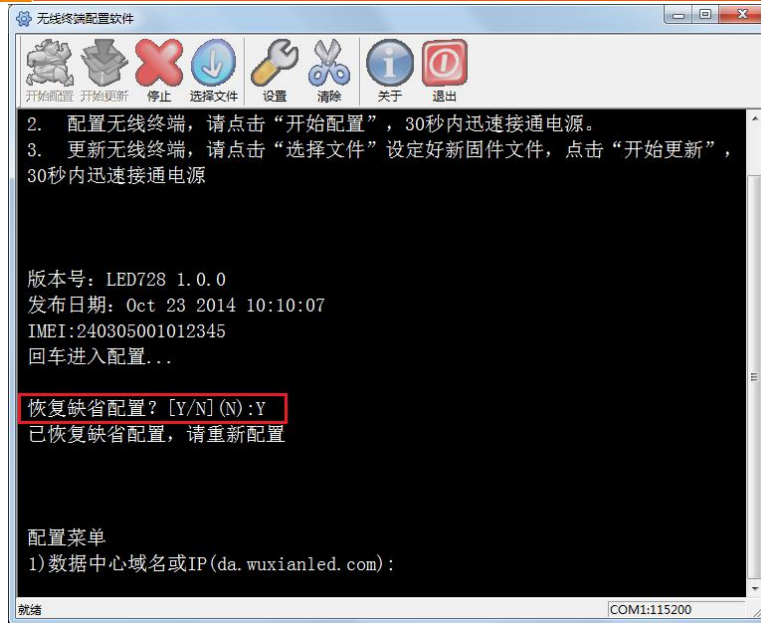 无线终端配置软件
开始配置 开始更新 停止 选择文件 设置 清除 关于 退出
2. 配置无线终端，请点击“开始配置”，30秒内迅速接通电源。
3. 更新无线终端，请点击“选择文件”设定好新固件文件，点击“开始更新”，
30秒内迅速接通电源
版本号：LED728 1.0.0
发布日期：Oct 23 2014 10:10:07
IMEI:240305001012345
回车进入配置...
恢复缺省配置？[Y/N](N):Y
已恢复缺省配置，请重新配置
配置菜单
1)数据中心域名或IP(da.wuxianled.com):
就绪 COM1:115200